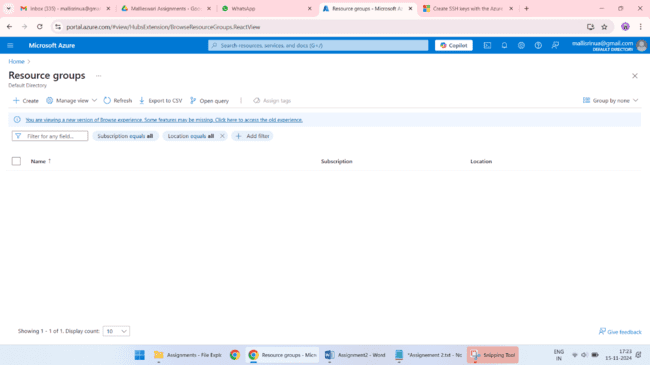 Inbox (335) - mallisrinua@gmai
Malliswari Assignments - Goo
WhatsApp
Resource groups - Microsoft Az
Create SSH keys with the Azure
portal.azure.com/#view/HubsExtension/BrowseResourceGroups.ReactView
Microsoft Azure
Search resources, services, and docs (G+/)
Copilot
mallisrinua@gmail.com
DEFAULT DIRECTORY
Home >
Resource groups ...
Default Directory
+ Create
Manage view
Refresh
Export to CSV
Open query
Assign tags
Group by none
You are viewing a new version of Browse experience. Some features may be missing. Click here to access the old experience.
Filter for any field...
Subscription equals all
Location equals all
Add filter
Name ↑
Subscription
Location
Showing 1 - 1 of 1. Display count: 10
Give feedback
Assignments - File Expl
Resource groups - Micr
Assignment2 - Word
*Assignement 2.txt - No
Snipping Tool
ENG
IN
17:23
15-11-2024